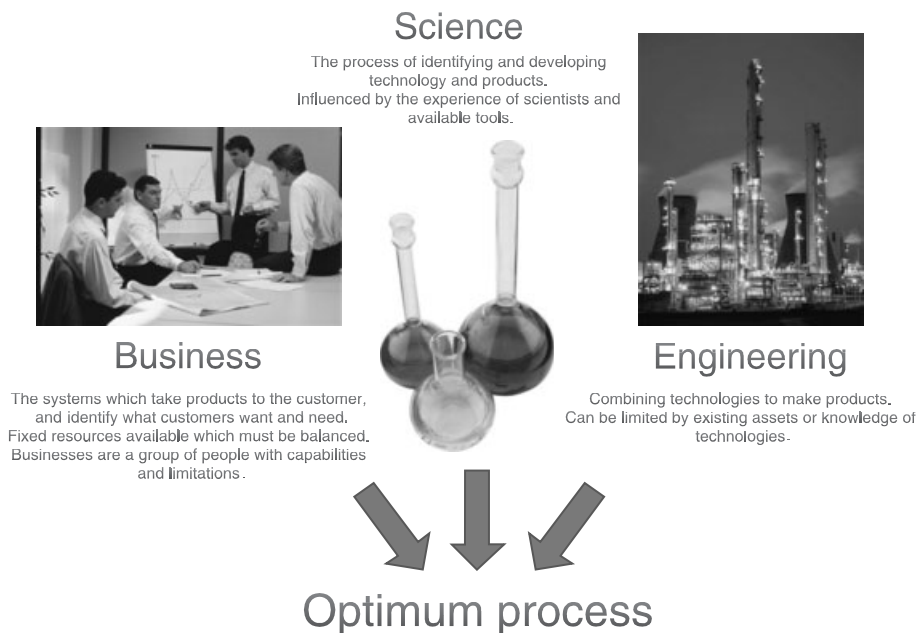 Science
The process of identifying and developing
technology and products.
Influenced by the experience of scientists and
available tools.
Business
The systems which take products to the customer,
and identify what customers want and need.
Fixed resources available which must be balanced.
Businesses are a group of people with capabilities
and limitations.
Engineering
Combining technologies to make products.
Can be limited by existing assets or knowledge of
technologies.
Optimum process